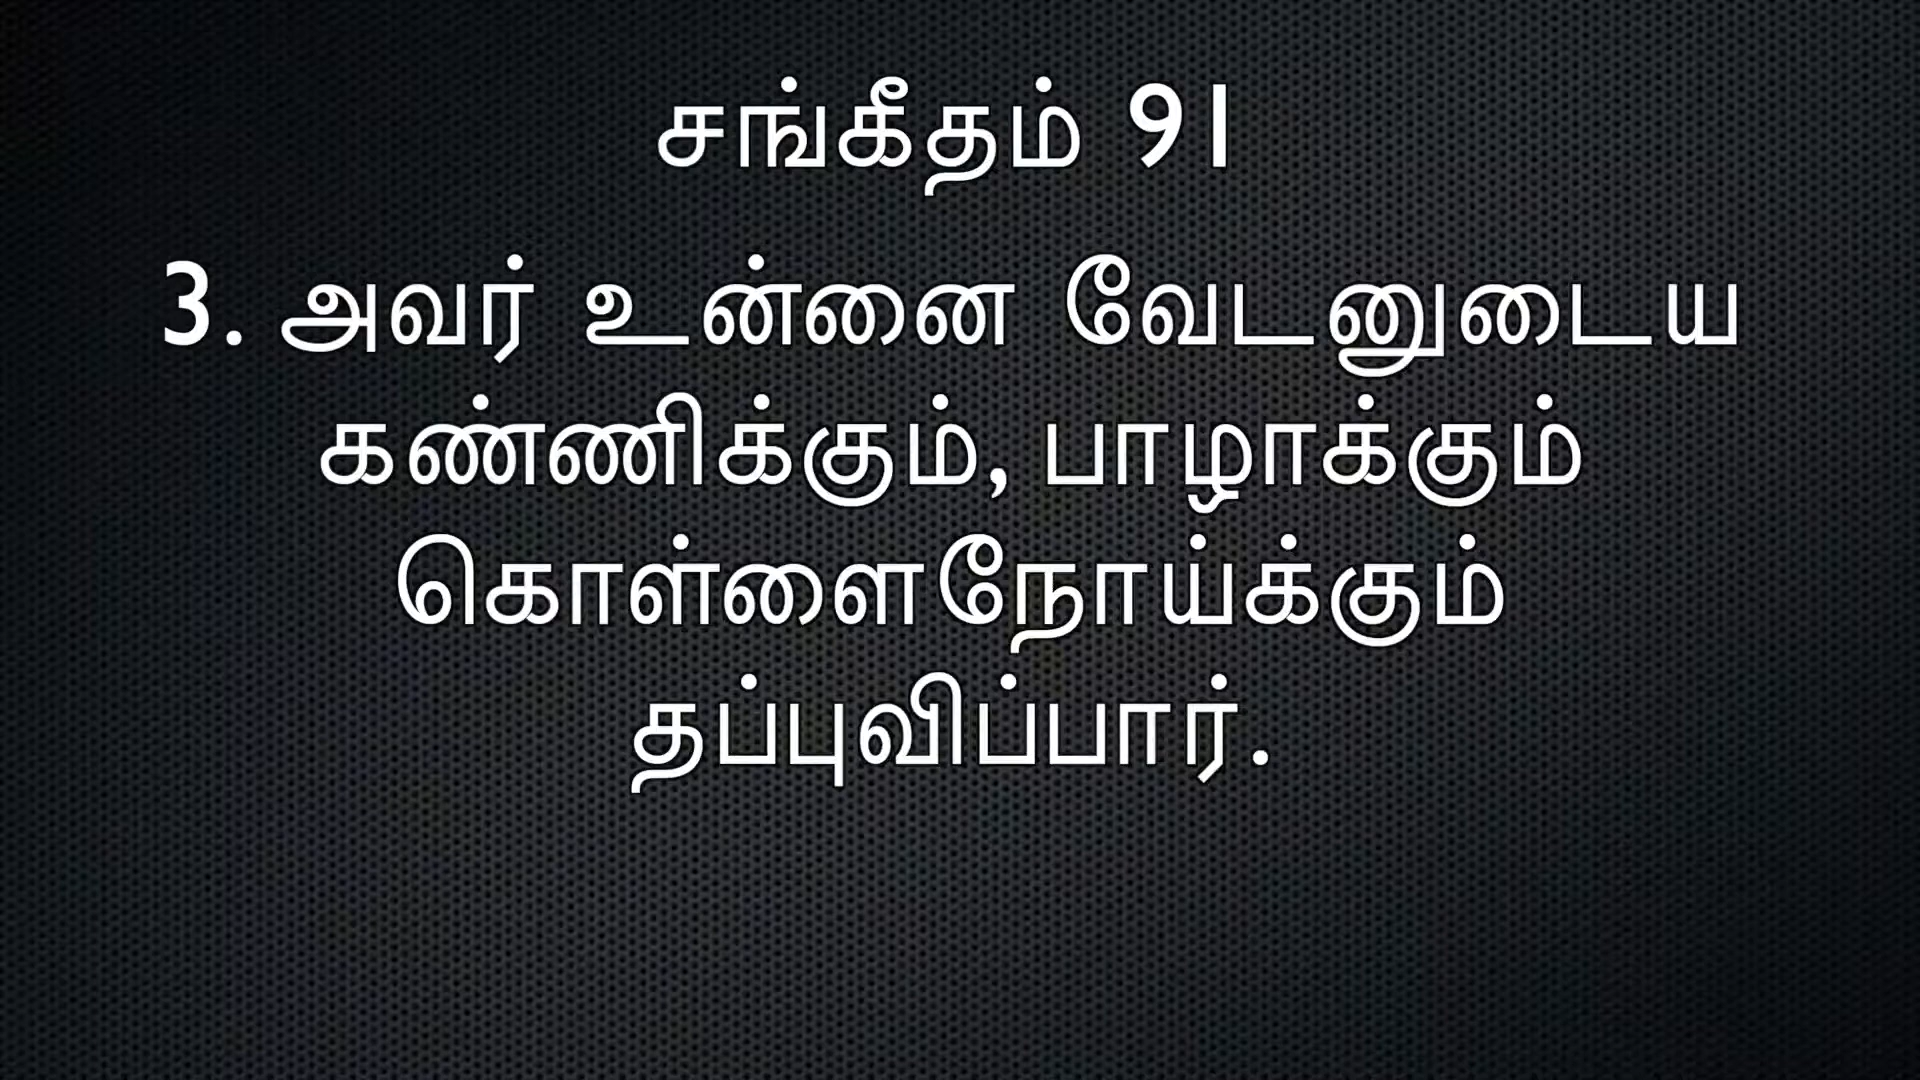 சங்கீதம் 91
3. அவர் உன்னை வேடனுடைய
கண்ணிக்கும், பாழாக்கும்
கொள்ளைநோய்க்கும்
தப்புவிப்பார்.